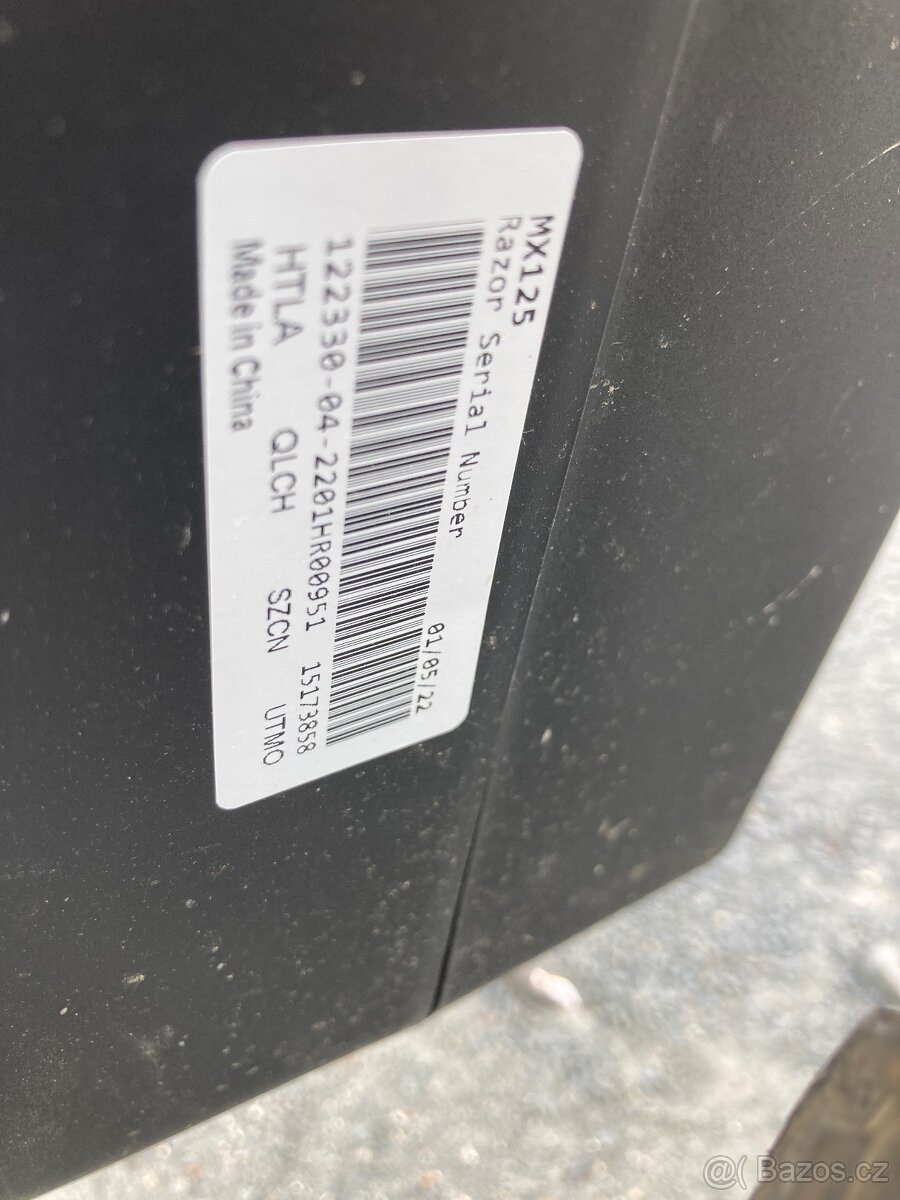 MX125
Razor Serial Number 01/05/22
122330-04-2201HR00951 15173858
HTLA QLCH SZCN UTMO
Made in China
@( Bazos.cz